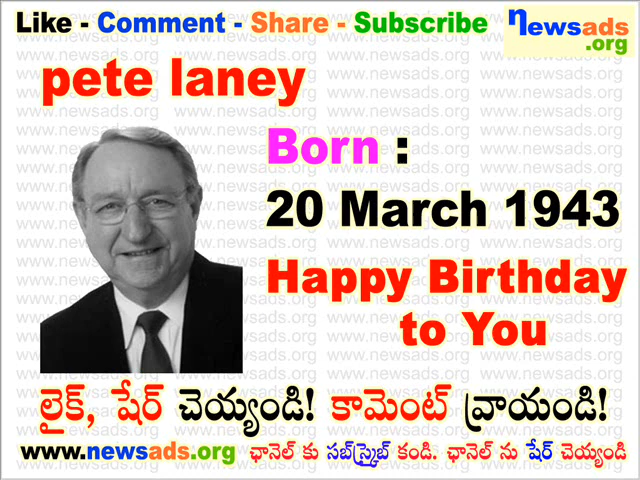 Like - Comment - Share - Subscribe
newsads
.org
pete laney
Born :
20 March 1943
Happy Birthday
to You
లైక్, షేర్ చెయ్యండి! కామెంట్ వ్రాయండి!
www.newsads.org ఛానెల్ కు సబ్‌స్క్రైబ్ కండి. ఛానెల్ ను షేర్ చెయ్యండి